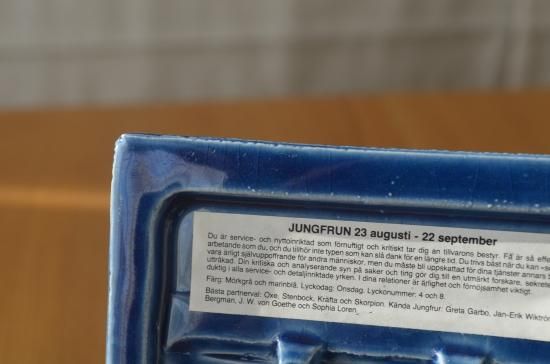 JUNGFRUN 23 augusti - 22 september
Du är service- och nyttoinriktad som förnuftigt och kritiskt tar dig an tillvarons bestyr. Få är så effe
arbetande som du, och du tillhör inte typen som kan slå dank för en längre tid. Du trivs bäst när du kan –s
vara ärligt självuppoffrande för andra människor, men du måste bli uppskattad för dina tjänster annars b
utråkad. Din kritiska och analyserande syn på saker och ting gör dig till en utmärkt forskare, sekrete
duktig i alla service- och detaljinriktade yrken. I dina relationer är ärlighet och förnöjsamhet viktigt.
Färg: Mörkgrå och marinblå. Lyckodag: Onsdag. Lyckonummer: 4 och 8.
Bästa partnerval: Oxe, Stenbock, Kräfta och Skorpion. Kända Jungfrur: Greta Garbo, Jan-Erik Wikströ
Bergman, J. W. von Goethe och Sophia Loren.